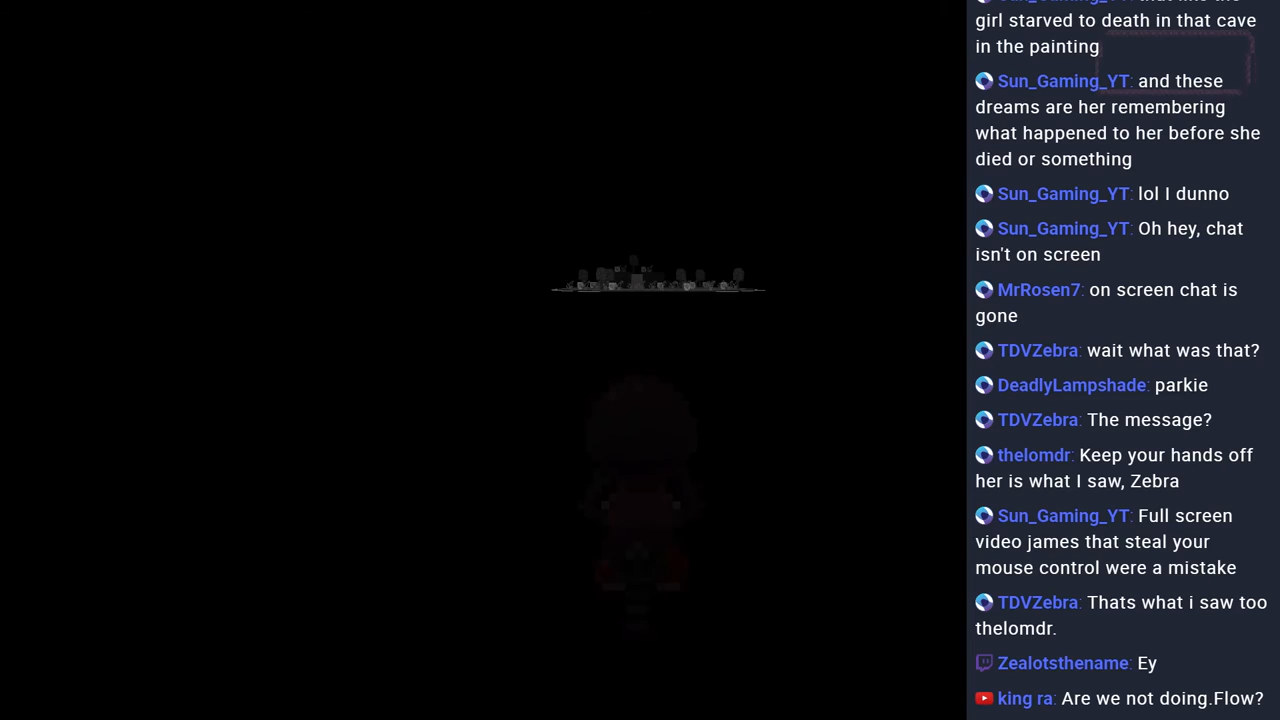 girl starved to death in that cave
in the painting
Sun_Gaming_YT: and these
dreams are her remembering
what happened to her before she
died or something
Sun_Gaming_YT: lol I dunno
Sun_Gaming_YT: Oh hey, chat
isn't on screen
MrRosen7: on screen chat is
gone
TDVZebra: wait what was that?
DeadlyLampshade: parkie
TDVZebra: The message?
thelomdr: Keep your hands off
her is what I saw, Zebra
Sun_Gaming_YT: Full screen
video james that steal your
mouse control were a mistake
TDVZebra: Thats what i saw too
thelomdr.
Zealotsthename: Ey
king ra: Are we not doing.Flow?